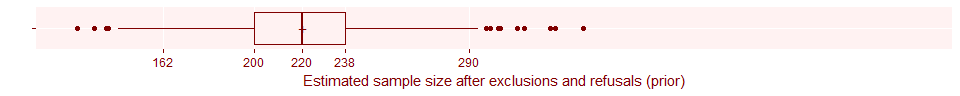 162 200 220 238 290
Estimated sample size after exclusions and refusals (prior)